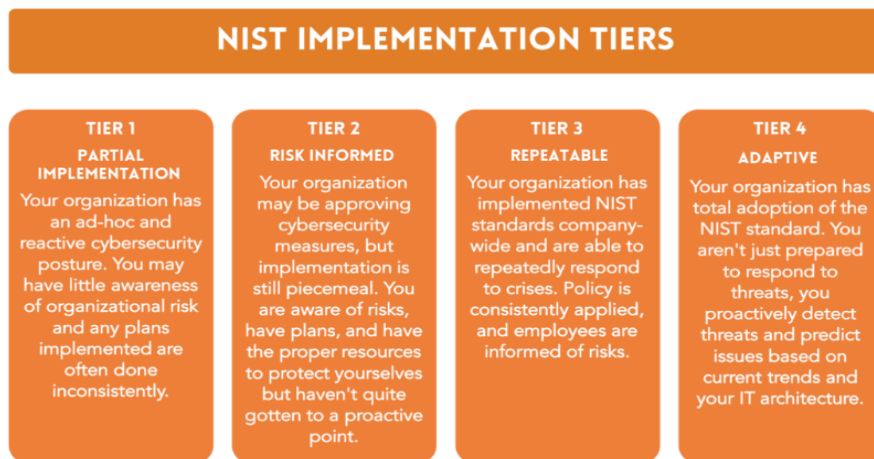 NIST IMPLEMENTATION TIERS
TIER 1
PARTIAL
IMPLEMENTATION
Your organization has
an ad-hoc and
reactive cybersecurity
posture. You may
have little awareness
of organizational risk
and any plans
implemented are
often done
inconsistently.
TIER 2
RISK INFORMED
Your organization
may be approving
cybersecurity
measures, but
implementation is
still piecemeal. You
are aware of risks,
have plans, and have
the proper resources
to protect yourselves
but haven't quite
gotten to a proactive
point.
TIER 3
REPEATABLE
Your organization has
implemented NIST
standards company-
wide and are able to
repeatedly respond
to crises. Policy is
consistently applied,
and employees are
informed of risks.
TIER 4
ADAPTIVE
Your organization has
total adoption of the
NIST standard. You
aren't just prepared
to respond to
threats, you
proactively detect
threats and predict
issues based on
current trends and
your IT architecture.